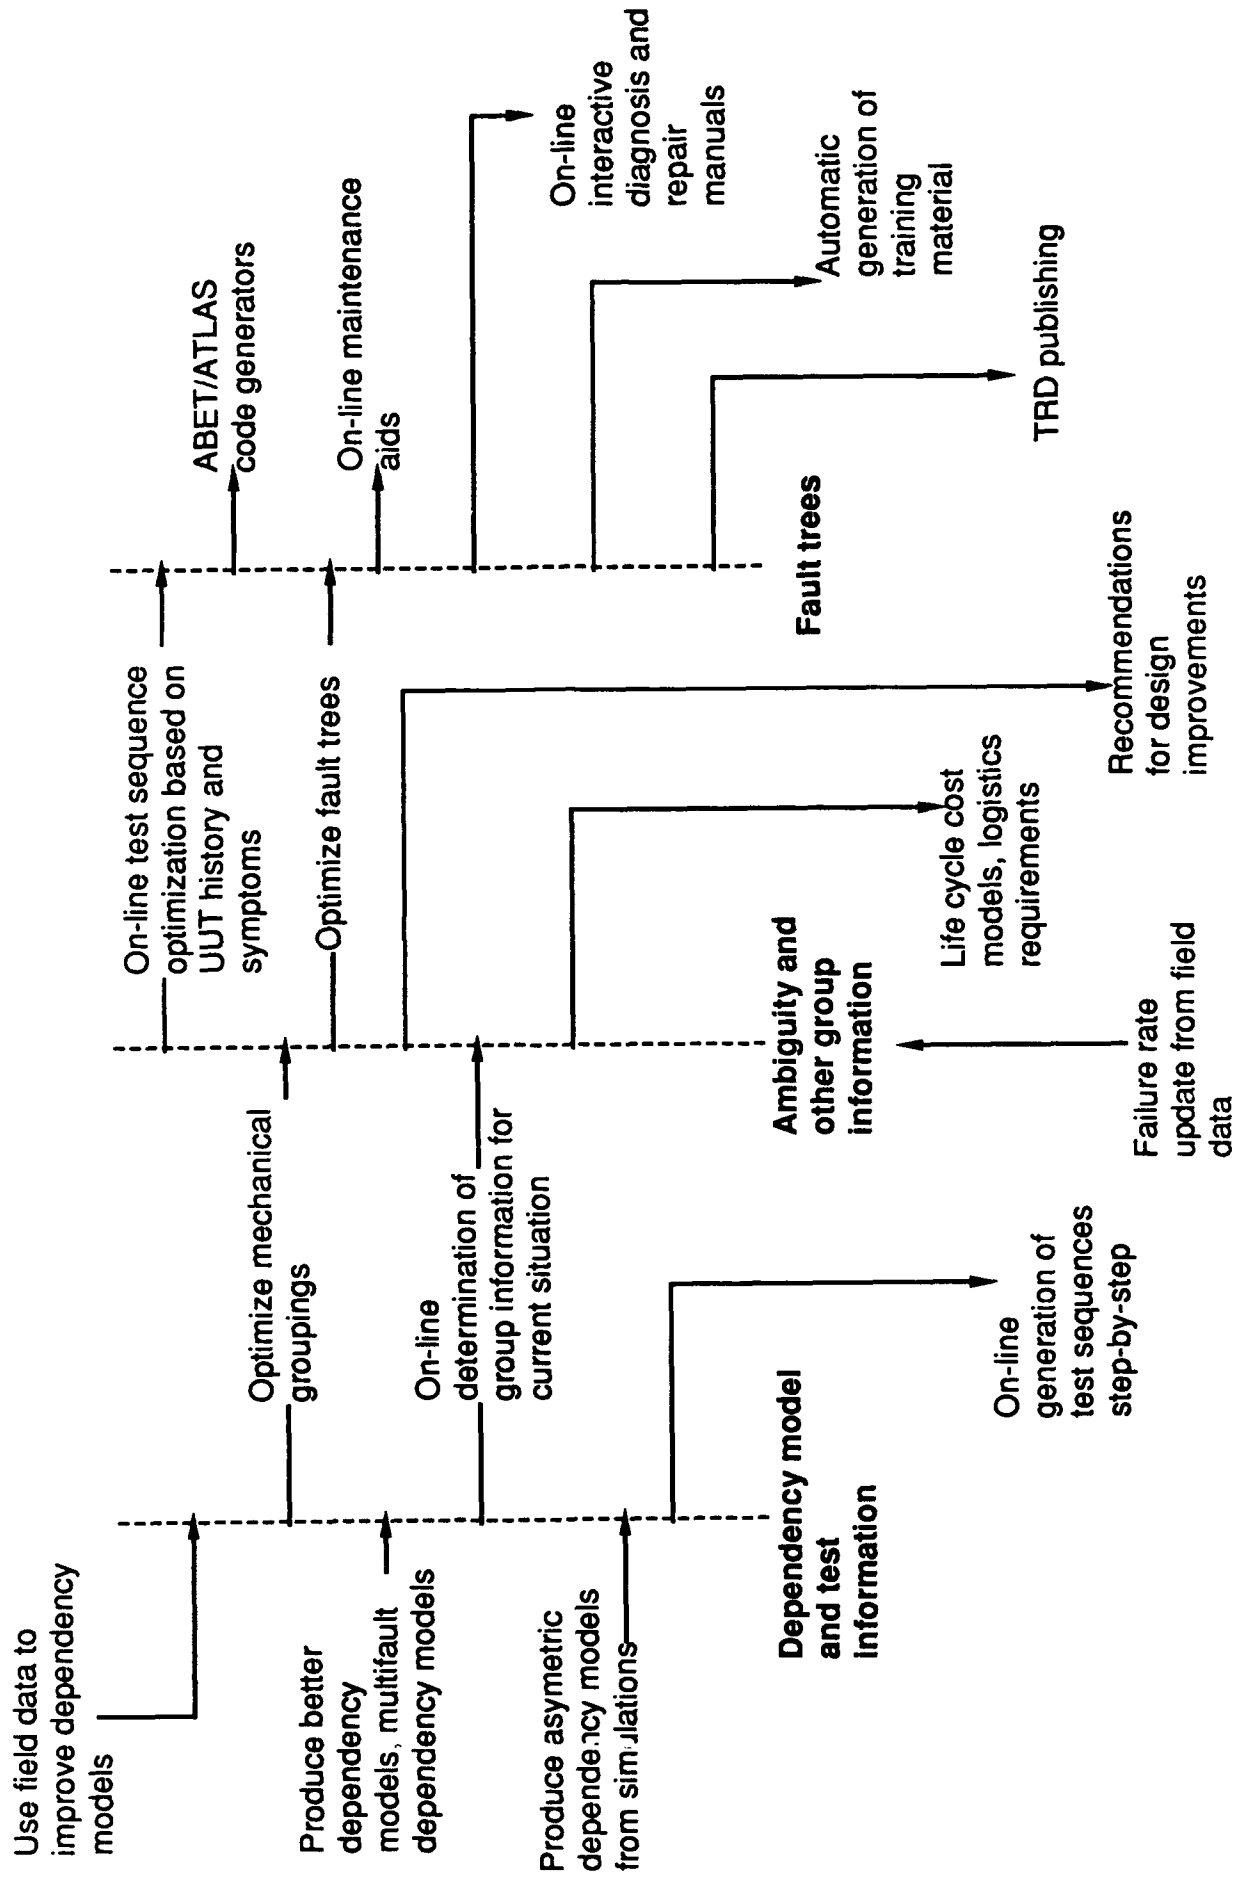 Use field data to
improve dependency
models
Produce better
dependency
models, multifault
dependency models
Produce asymetric
dependency models
from simulations
Dependency model
and test
information
Optimize mechanical
groupings
On-line
determination of
group information for
current situation
On-line
generation of
test sequences
step-by-step
On-line test sequence
optimization based on
UUT history and
symptoms
Optimize fault trees
Ambiguity and
other group
information
Failure rate
update from field
data
Life cycle cost
models, logistics
requirements
Recommendations
for design
improvements
ABET/ATLAS
code generators
On-line maintenance
aids
Fault trees
On-line
interactive
diagnosis and
repair
manuals
Automatic
generation of
training
material
TRD publishing